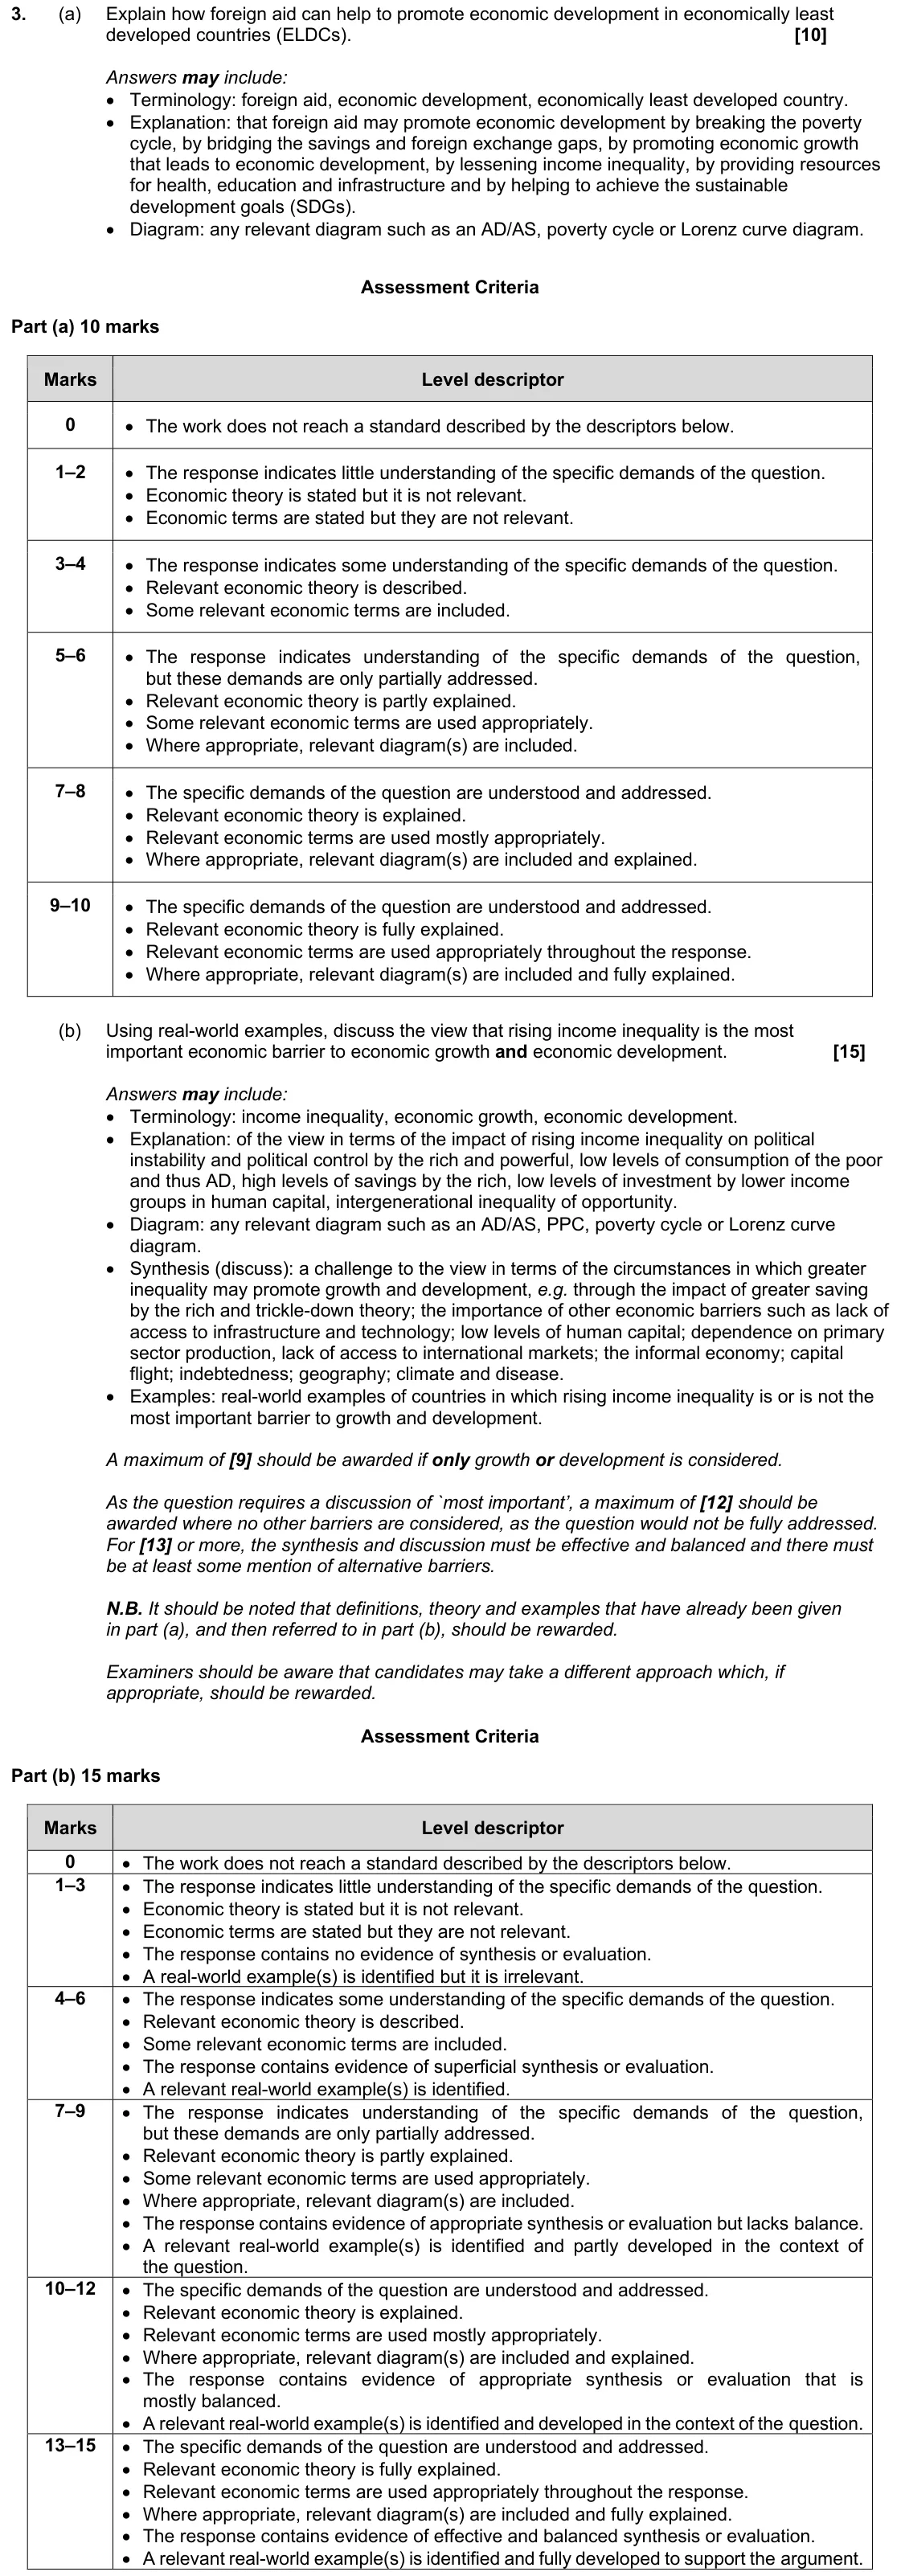 3. (a) Explain how foreign aid can help to promote economic development in economically least
developed countries (ELDCs). [10]
Answers may include:
• Terminology: foreign aid, economic development, economically least developed country.
• Explanation: that foreign aid may promote economic development by breaking the poverty
cycle, by bridging the savings and foreign exchange gaps, by promoting economic growth
that leads to economic development, by lessening income inequality, by providing resources
for health, education and infrastructure and by helping to achieve the sustainable
development goals (SDGs).
• Diagram: any relevant diagram such as an AD/AS, poverty cycle or Lorenz curve diagram.
Assessment Criteria
Part (a) 10 marks
Marks Level descriptor
0 • The work does not reach a standard described by the descriptors below.
1–2 • The response indicates little understanding of the specific demands of the question.
• Economic theory is stated but it is not relevant.
• Economic terms are stated but they are not relevant.
3–4 • The response indicates some understanding of the specific demands of the question.
• Relevant economic theory is described.
• Some relevant economic terms are included.
5–6 • The response indicates understanding of the specific demands of the question,
but these demands are only partially addressed.
• Relevant economic theory is partly explained.
• Some relevant economic terms are used appropriately.
• Where appropriate, relevant diagram(s) are included.
7–8 • The specific demands of the question are understood and addressed.
• Relevant economic theory is explained.
• Relevant economic terms are used mostly appropriately.
• Where appropriate, relevant diagram(s) are included and explained.
9–10 • The specific demands of the question are understood and addressed.
• Relevant economic theory is fully explained.
• Relevant economic terms are used appropriately throughout the response.
• Where appropriate, relevant diagram(s) are included and fully explained.
(b) Using real-world examples, discuss the view that rising income inequality is the most
important economic barrier to economic growth and economic development. [15]
Answers may include:
• Terminology: income inequality, economic growth, economic development.
• Explanation: of the view in terms of the impact of rising income inequality on political
instability and political control by the rich and powerful, low levels of consumption of the poor
and thus AD, high levels of savings by the rich, low levels of investment by lower income
groups in human capital, intergenerational inequality of opportunity.
• Diagram: any relevant diagram such as an AD/AS, PPC, poverty cycle or Lorenz curve
diagram.
• Synthesis (discuss): a challenge to the view in terms of the circumstances in which greater
inequality may promote growth and development, e.g. through the impact of greater saving
by the rich and trickle-down theory; the importance of other economic barriers such as lack of
access to infrastructure and technology; low levels of human capital; dependence on primary
sector production, lack of access to international markets; the informal economy; capital
flight; indebtedness; geography; climate and disease.
• Examples: real-world examples of countries in which rising income inequality is or is not the
most important barrier to growth and development.
A maximum of [9] should be awarded if only growth or development is considered.
As the question requires a discussion of `most important’, a maximum of [12] should be
awarded where no other barriers are considered, as the question would not be fully addressed.
For [13] or more, the synthesis and discussion must be effective and balanced and there must
be at least some mention of alternative barriers.
N.B. It should be noted that definitions, theory and examples that have already been given
in part (a), and then referred to in part (b), should be rewarded.
Examiners should be aware that candidates may take a different approach which, if
appropriate, should be rewarded.
Assessment Criteria
Part (b) 15 marks
Marks Level descriptor
0 • The work does not reach a standard described by the descriptors below.
1–3 • The response indicates little understanding of the specific demands of the question.
• Economic theory is stated but it is not relevant.
• Economic terms are stated but they are not relevant.
• The response contains no evidence of synthesis or evaluation.
• A real-world example(s) is identified but it is irrelevant.
4–6 • The response indicates some understanding of the specific demands of the question.
• Relevant economic theory is described.
• Some relevant economic terms are included.
• The response contains evidence of superficial synthesis or evaluation.
• A relevant real-world example(s) is identified.
7–9 • The response indicates understanding of the specific demands of the question,
but these demands are only partially addressed.
• Relevant economic theory is partly explained.
• Some relevant economic terms are used appropriately.
• Where appropriate, relevant diagram(s) are included.
• The response contains evidence of appropriate synthesis or evaluation but lacks balance.
• A relevant real-world example(s) is identified and partly developed in the context of
the question.
10–12 • The specific demands of the question are understood and addressed.
• Relevant economic theory is explained.
• Relevant economic terms are used mostly appropriately.
• Where appropriate, relevant diagram(s) are included and explained.
• The response contains evidence of appropriate synthesis or evaluation that is
mostly balanced.
• A relevant real-world example(s) is identified and developed in the context of the question.
13–15 • The specific demands of the question are understood and addressed.
• Relevant economic theory is fully explained.
• Relevant economic terms are used appropriately throughout the response.
• Where appropriate, relevant diagram(s) are included and fully explained.
• The response contains evidence of effective and balanced synthesis or evaluation.
• A relevant real-world example(s) is identified and fully developed to support the argument.